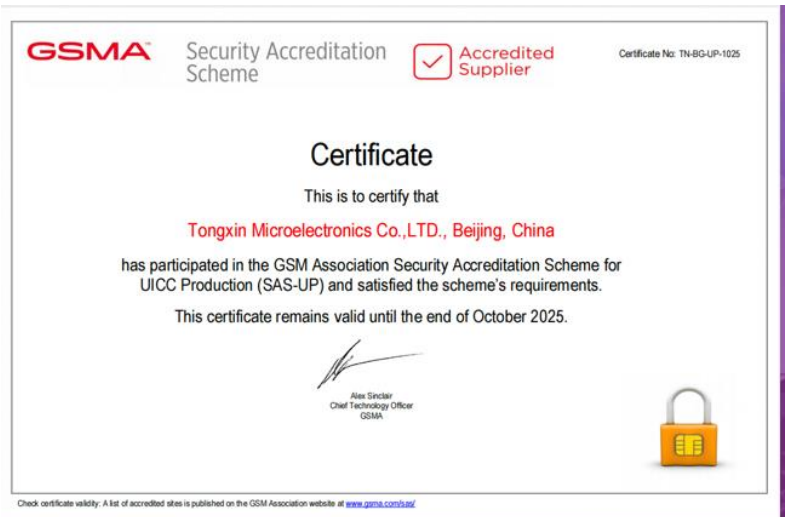 GSMA™
Security Accreditation
Scheme
Accredited
Supplier
Certificate No: TN-BG-UP-1025
Certificate
This is to certify that
Tongxin Microelectronics Co.,LTD., Beijing, China
has participated in the GSM Association Security Accreditation Scheme for
UICC Production (SAS-UP) and satisfied the scheme's requirements.
This certificate remains valid until the end of October 2025.
Alex Sinclair
Chief Technology Officer
GSMA
Check certificate validity: A list of accredited sites is published on the GSM Association website at www.gsma.com/sas/